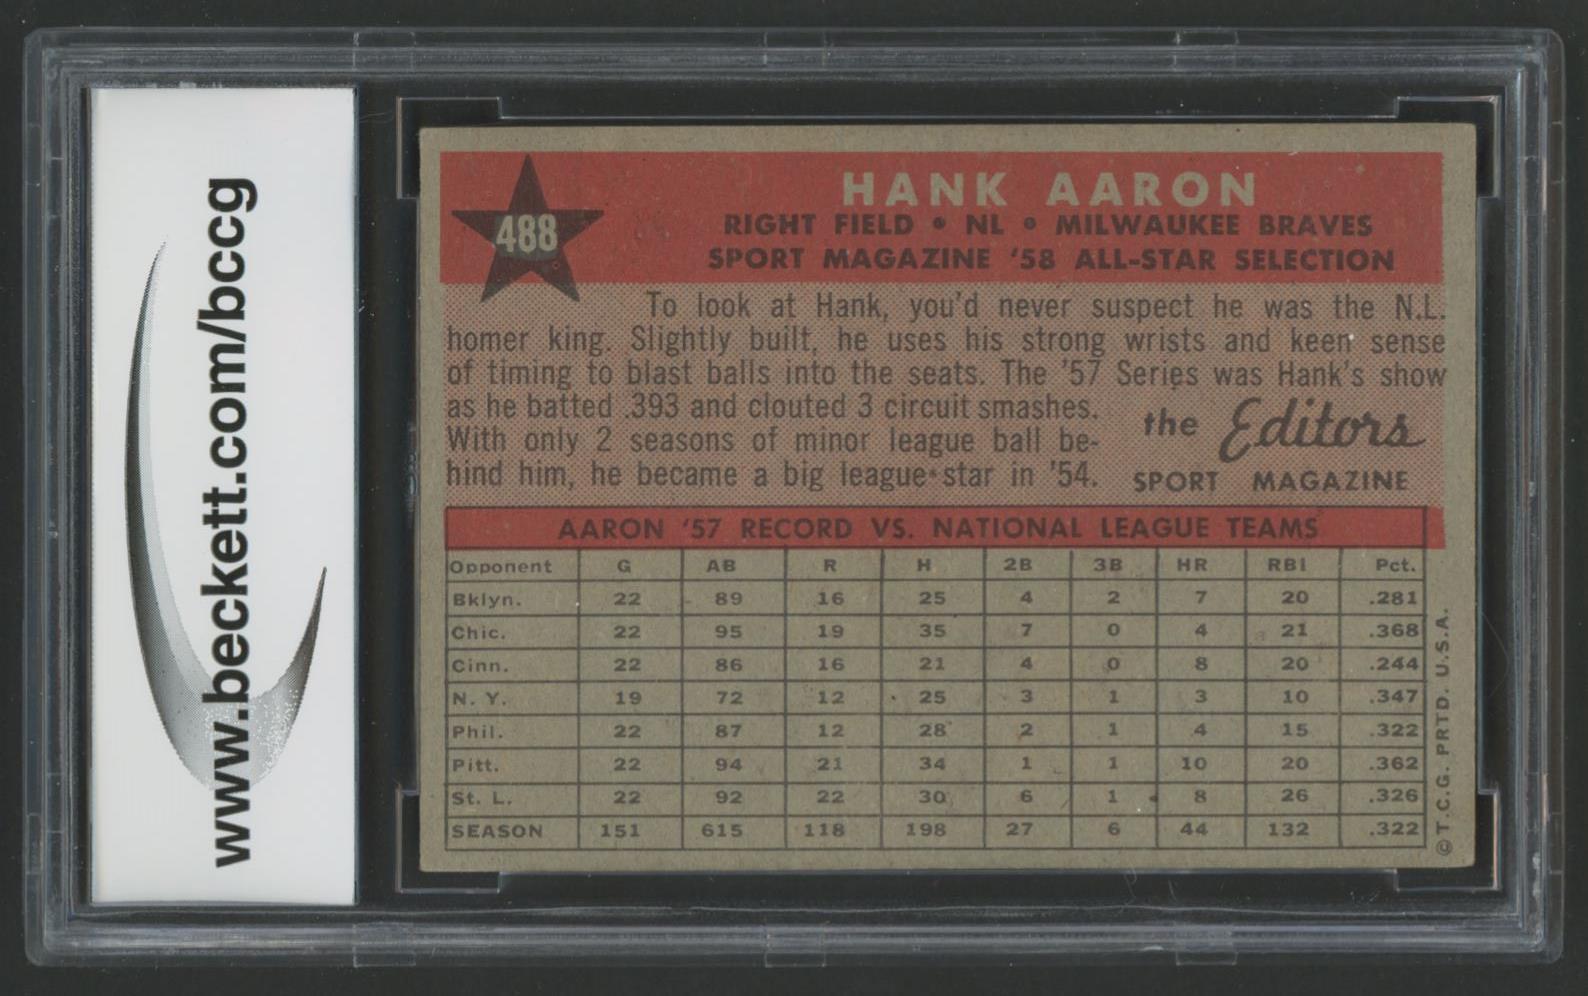 www.beckett.com/bccg
488
HANK AARON
RIGHT FIELD • NL • MILWAUKEE BRAVES
SPORT MAGAZINE '58 ALL-STAR SELECTION
To look at Hank, you'd never suspect he was the N.L.
homer king. Slightly built, he uses his strong wrists and keen sense
of timing to blast balls into the seats. The '57 Series was Hank's show
as he batted .393 and clouted 3 circuit smashes.
With only 2 seasons of minor league ball be-
hind him, he became a big league star in '54.
the Editors
SPORT MAGAZINE
AARON '57 RECORD VS. NATIONAL LEAGUE TEAMS
Opponent G AB R H 2B 3B HR RBI Pct.
Bklyn. 22 89 16 25 4 2 7 20 .281
Chic. 22 95 19 35 7 0 4 21 .368
Cinn. 22 86 16 21 4 0 8 20 .244
N. Y. 19 72 12 25 3 1 3 10 .347
Phil. 22 87 12 28 2 1 4 15 .322
Pitt. 22 94 21 34 1 1 10 20 .362
St. L. 22 92 22 30 6 1 8 26 .326
SEASON 151 615 118 198 27 6 44 132 .322
©T.C.G. PRTD. U.S.A.